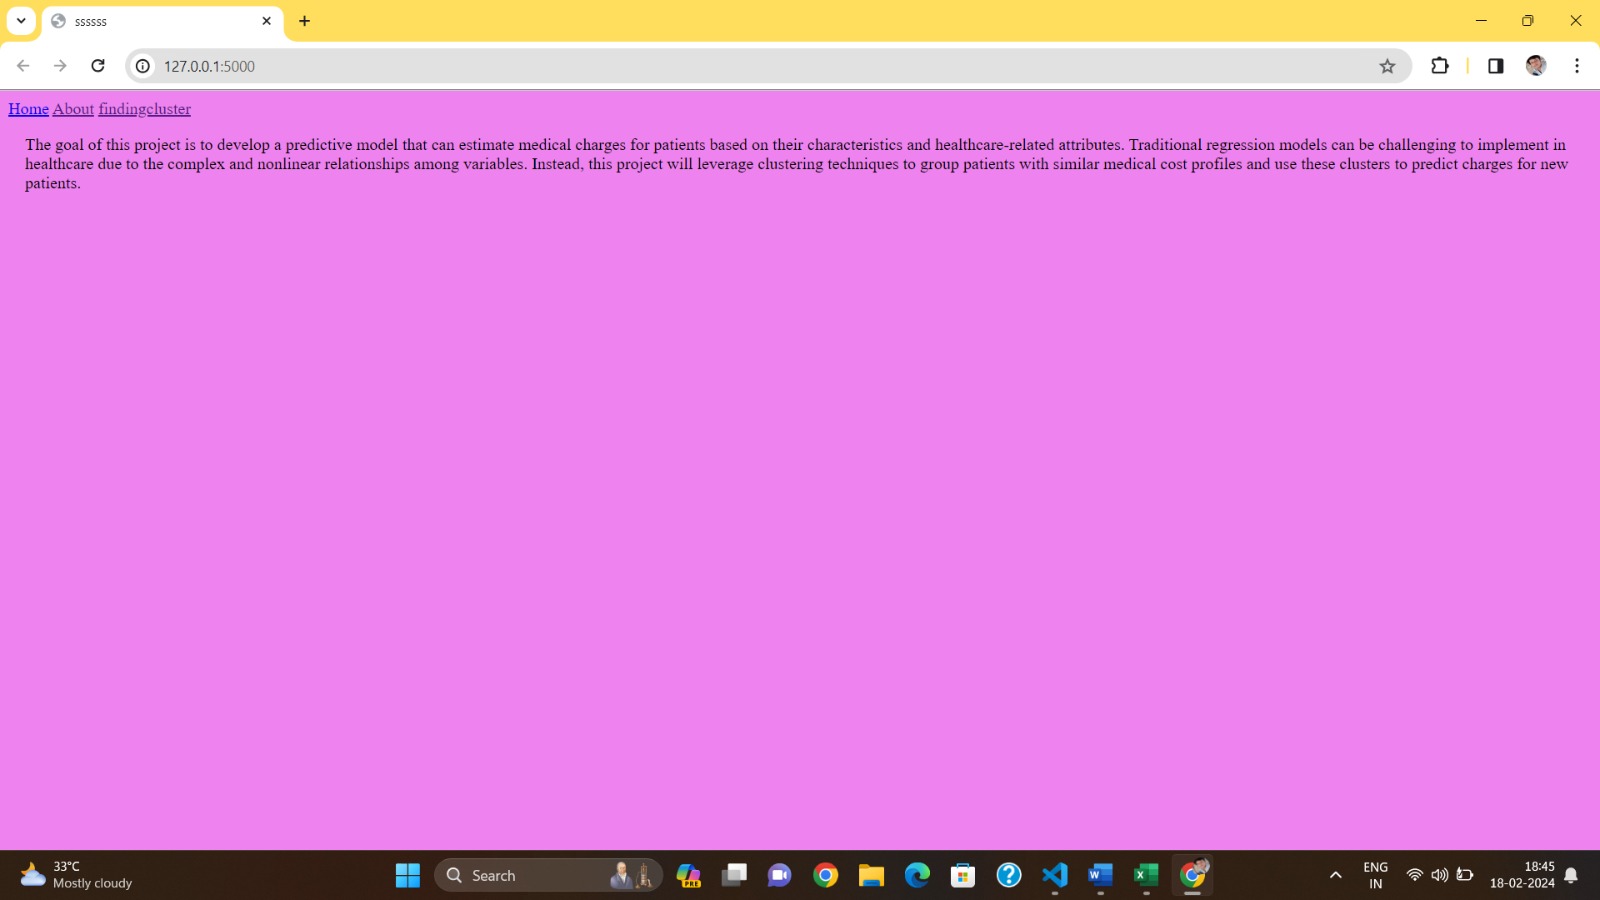 ssssss
127.0.0.1:5000
Home About findingcluster
The goal of this project is to develop a predictive model that can estimate medical charges for patients based on their characteristics and healthcare-related attributes. Traditional regression models can be challenging to implement in
healthcare due to the complex and nonlinear relationships among variables. Instead, this project will leverage clustering techniques to group patients with similar medical cost profiles and use these clusters to predict charges for new
patients.
33°C
Mostly cloudy
Search
PRE
ENG
IN
18:45
18-02-2024